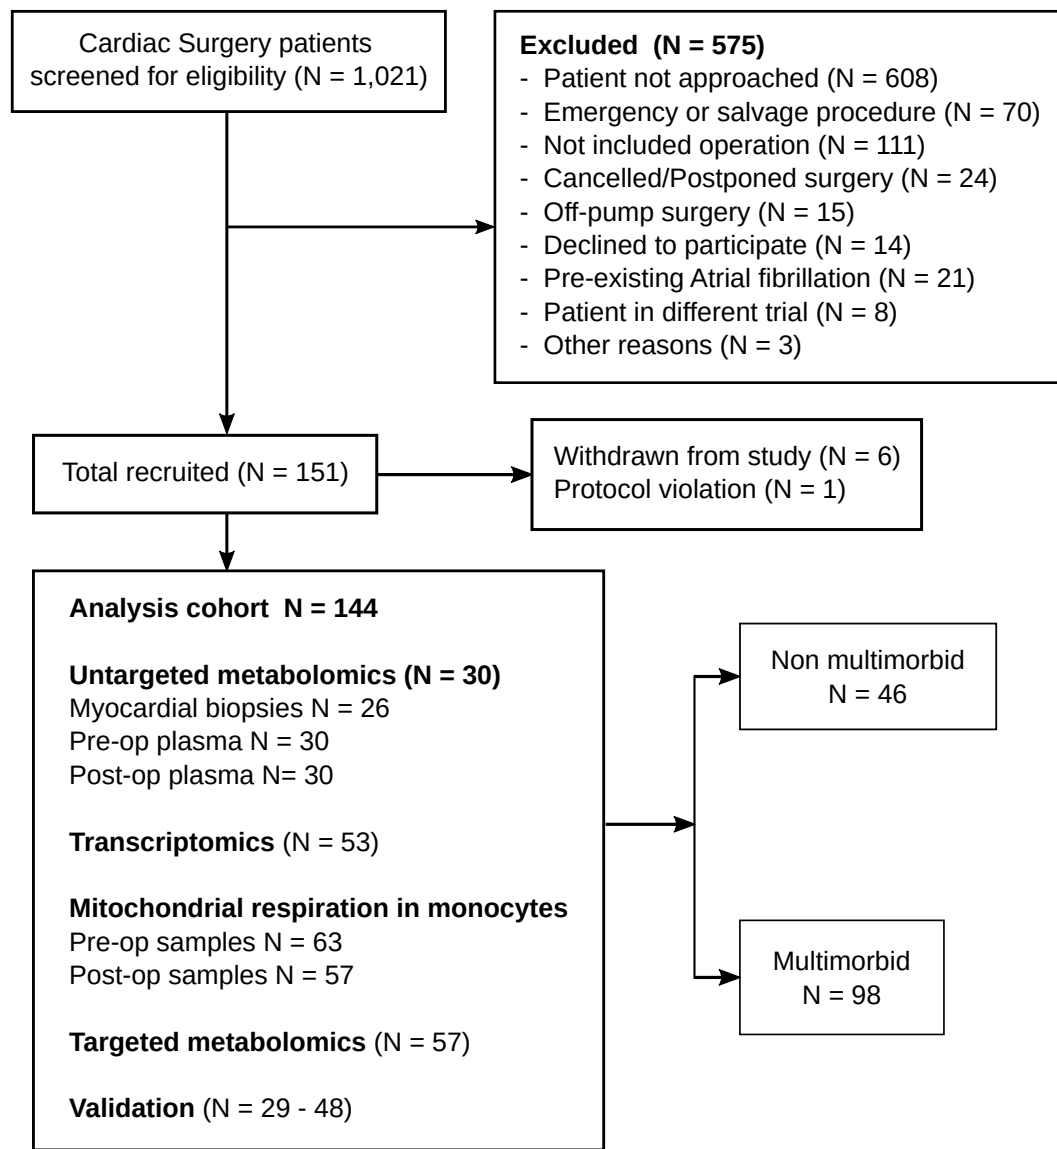 Cardiac Surgery patients
screened for eligibility (N = 1,021)
Excluded  (N = 575)
-  Patient not approached (N = 608)
-  Emergency or salvage procedure (N = 70)
-  Not included operation (N = 111)
-  Cancelled/Postponed surgery (N = 24)
-  Off-pump surgery (N = 15)
-  Declined to participate (N = 14)
-  Pre-existing Atrial fibrillation (N = 21)
-  Patient in different trial (N = 8)
-  Other reasons (N = 3)
Total recruited (N = 151)
Withdrawn from study (N = 6)
Protocol violation (N = 1)
Analysis cohort  N = 144
Untargeted metabolomics (N = 30)
Myocardial biopsies N = 26
Pre-op plasma N = 30
Post-op plasma N= 30
Transcriptomics (N = 53)
Mitochondrial respiration in monocytes
Pre-op samples N = 63
Post-op samples N = 57
Targeted metabolomics (N = 57)
Validation (N = 29 - 48)
Non multimorbid
N = 46
Multimorbid
N = 98